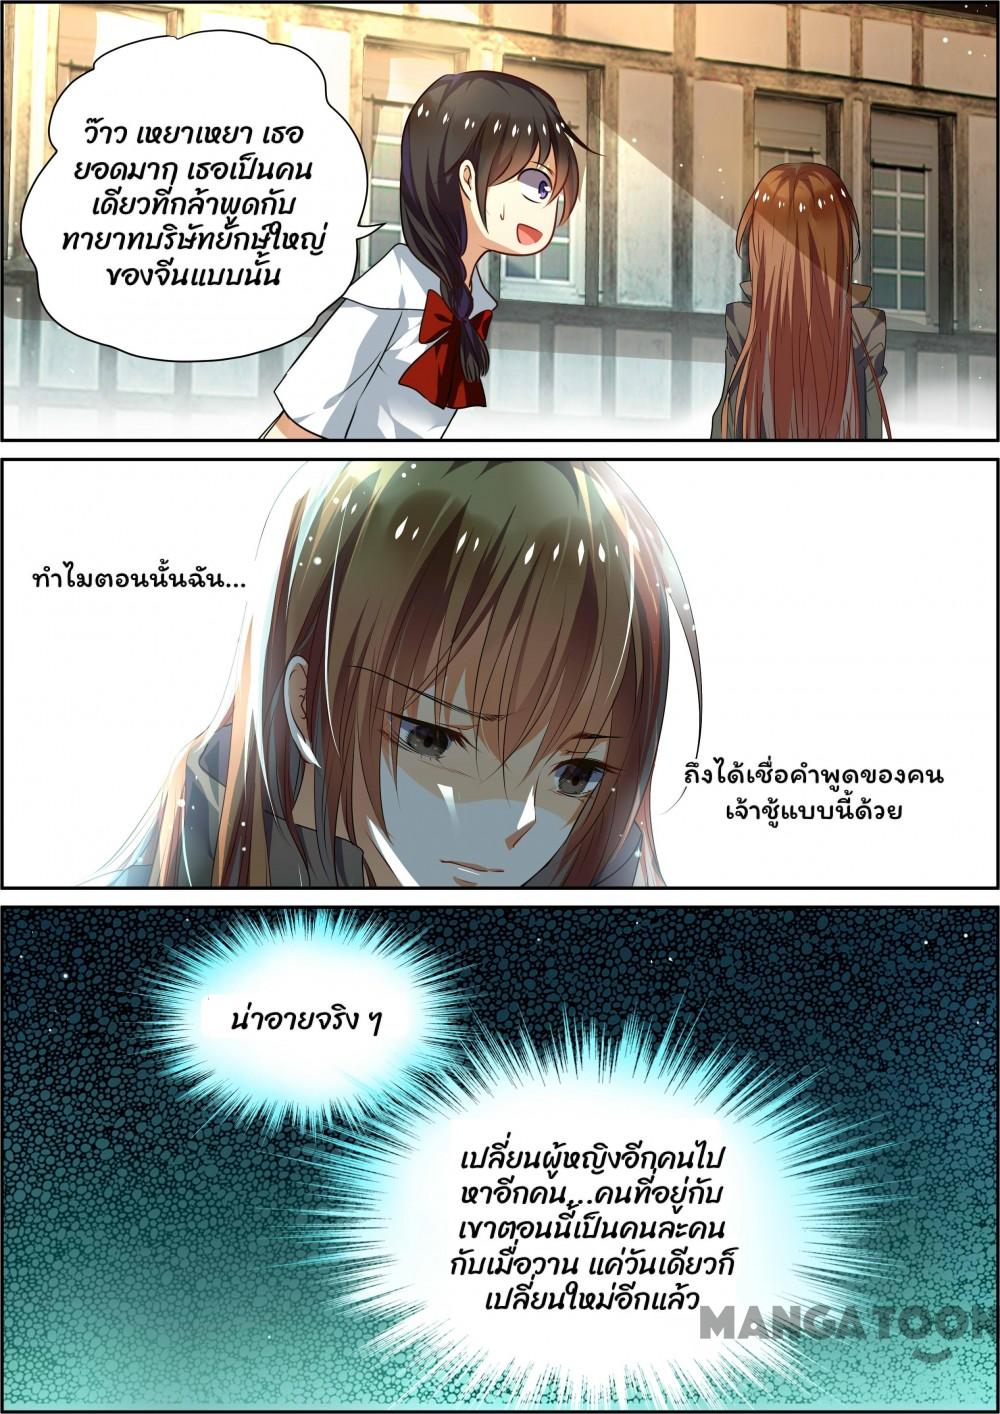 ว๊าว เหยาเหยา เธอ
ยอดมาก เธอเป็นคน
เดียวที่กล้าพูดกับ
ทายาทบริษัทยักษ์ใหญ่
ของจีนแบบนั้น
ทำไมตอนนั้นฉัน...
ถึงได้เชื่อคำพูดของคน
เจ้าชู้แบบนี้ด้วย
น่าอายจริง ๆ
เปลี่ยนผู้หญิงอีกคนไป
หาอีกคน...คนที่อยู่กับ
เขาตอนนี้เป็นคนละคน
กับเมื่อวาน แค่วันเดียวก็
เปลี่ยนใหม่อีกแล้ว
MANGATOON